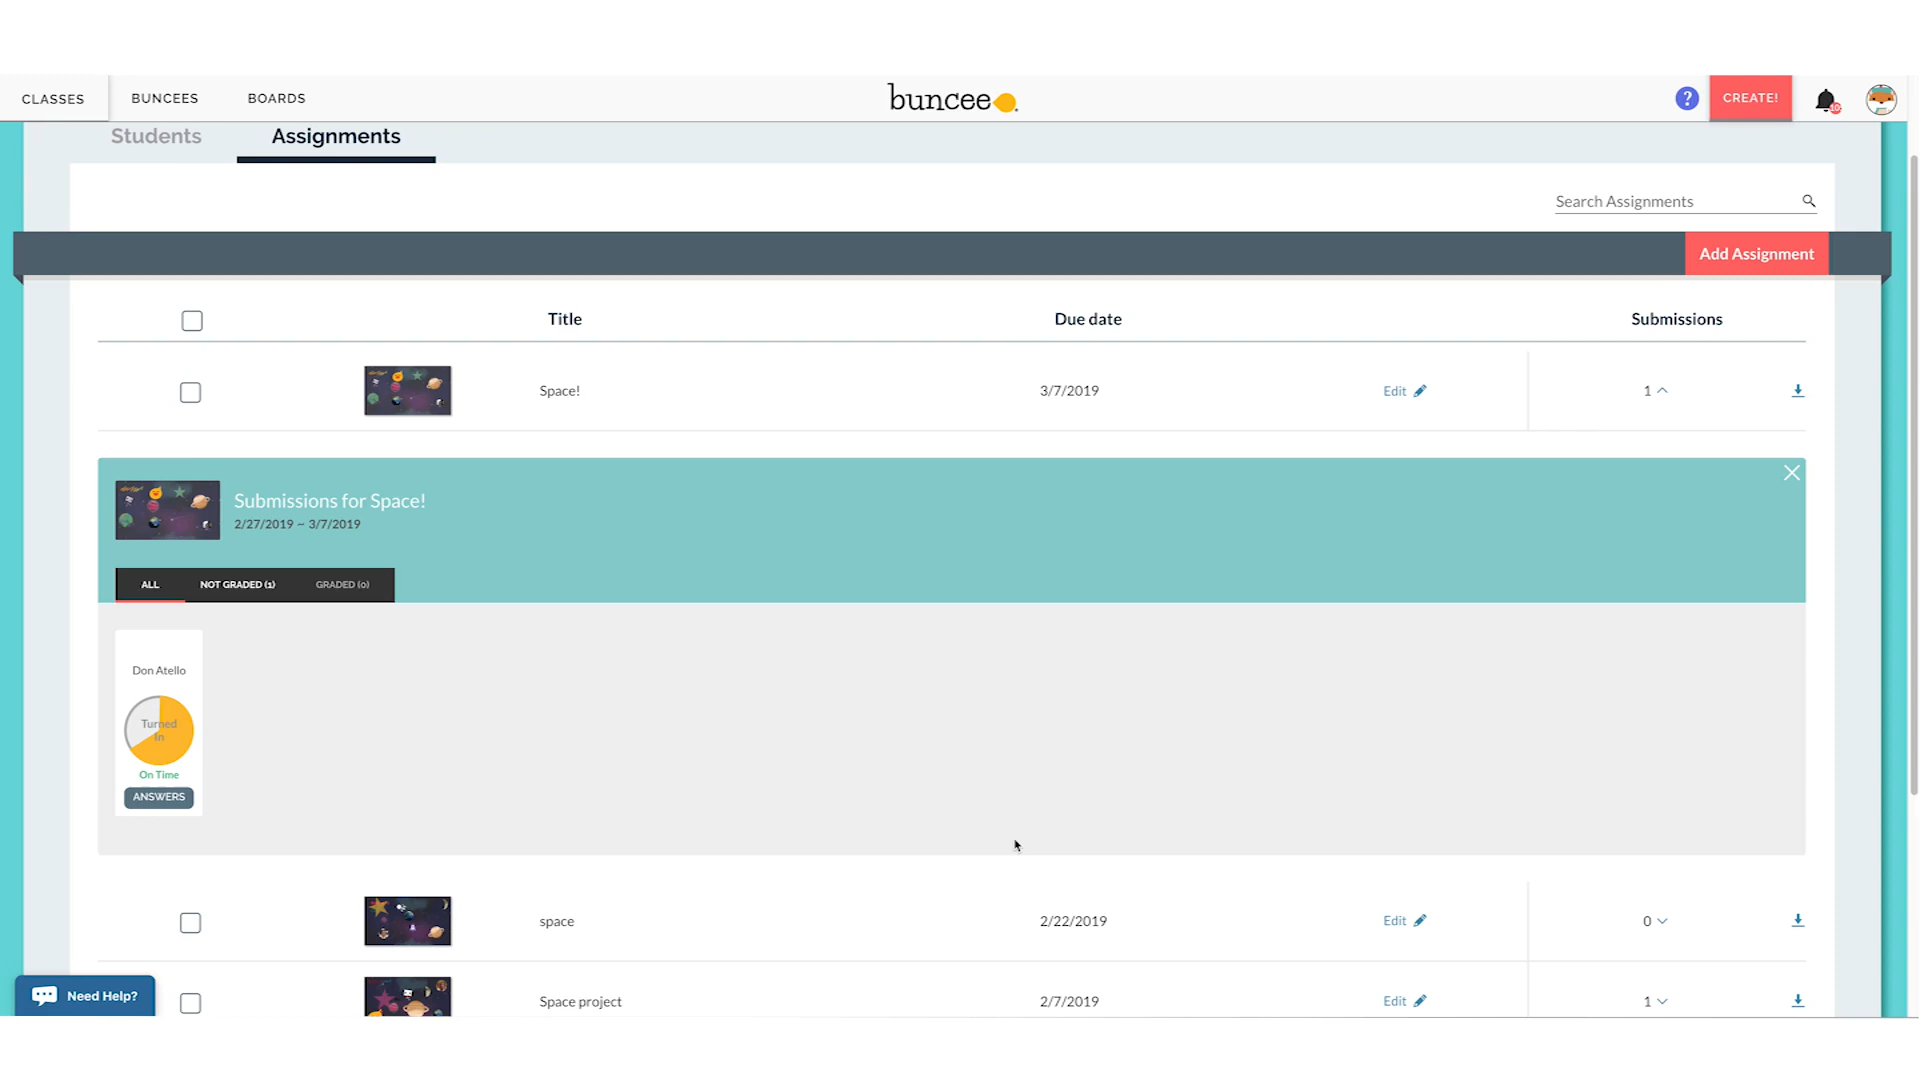 CLASSES BUNCEES BOARDS buncee ? CREATE!
Students Assignments
Search Assignments
Add Assignment
Title Due date Submissions
Space! 3/7/2019 Edit 1
Submissions for Space!
2/27/2019 ~ 3/7/2019
ALL NOT GRADED (1) GRADED (0)
Don Atello
Turned
In
On Time
ANSWERS
space 2/22/2019 Edit 0
Need Help?
Space project 2/7/2019 Edit 1